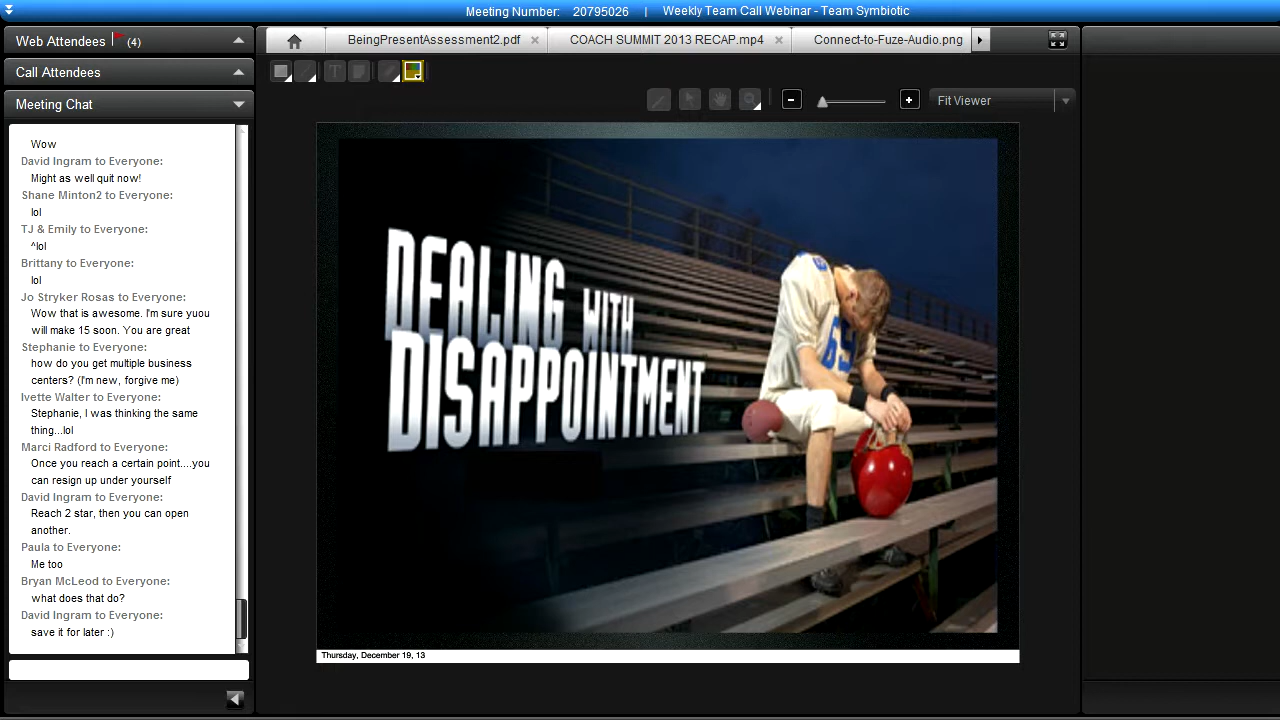 Meeting Number: 20795026 | Weekly Team Call Webinar - Team Symbiotic
Web Attendees (4)
Call Attendees
Meeting Chat
Wow
David Ingram to Everyone:
Might as well quit now!
Shane Minton2 to Everyone:
lol
TJ & Emily to Everyone:
^lol
Brittany to Everyone:
lol
Jo Stryker Rosas to Everyone:
Wow that is awesome. I'm sure yuou
will make 15 soon. You are great
Stephanie to Everyone:
how do you get multiple business
centers? (I'm new, forgive me)
Ivette Walter to Everyone:
Stephanie, I was thinking the same
thing...lol
Marci Radford to Everyone:
Once you reach a certain point....you
can resign up under yourself
David Ingram to Everyone:
Reach 2 star, then you can open
another.
Paula to Everyone:
Me too
Bryan McLeod to Everyone:
what does that do?
David Ingram to Everyone:
save it for later :)
BeingPresentAssessment2.pdf
COACH SUMMIT 2013 RECAP.mp4
Connect-to-Fuze-Audio.png
Fit Viewer
DEALING WITH
DISAPPOINTMENT
69
Thursday, December 19, 13